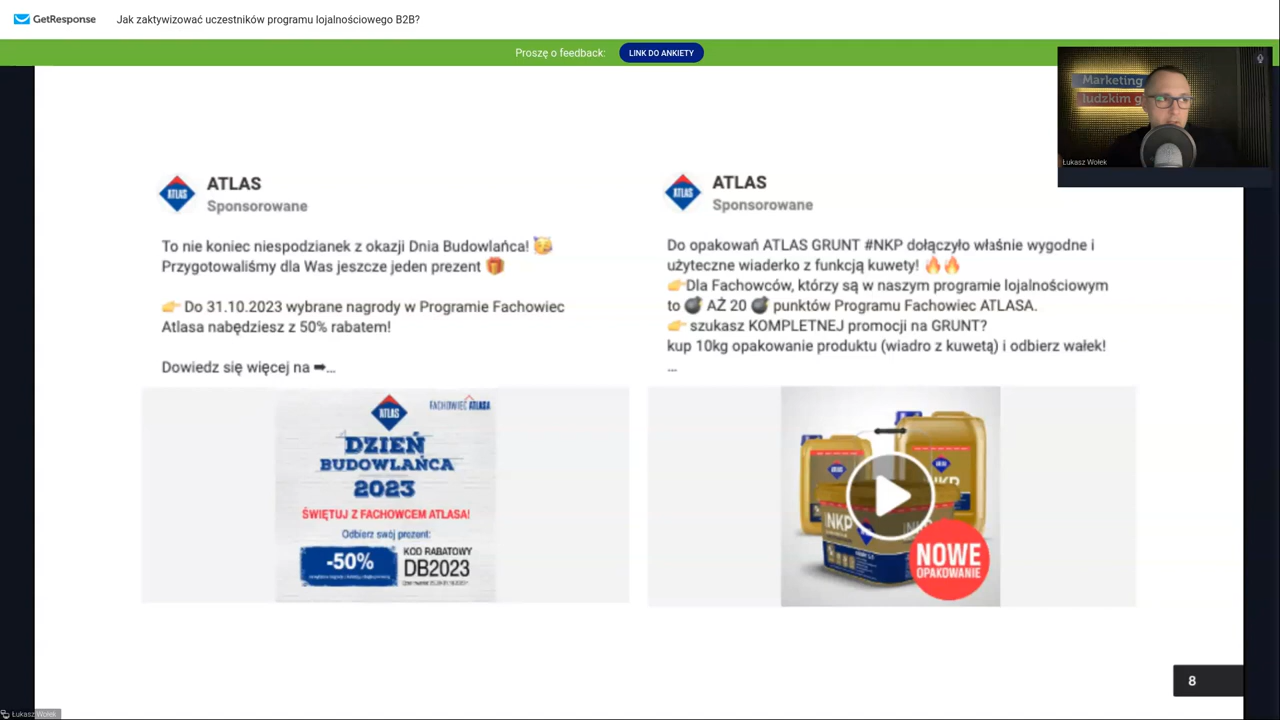 GetResponse
Jak zaktywizować uczestników programu lojalnościowego B2B?
Proszę o feedback: LINK DO ANKIETY
Marketing
ludzkim g
Łukasz Wołek
ATLAS
ATLAS
Sponsorowane
To nie koniec niespodzianek z okazji Dnia Budowlańca! 🥳
Przygotowaliśmy dla Was jeszcze jeden prezent 🎁
👉 Do 31.10.2023 wybrane nagrody w Programie Fachowiec
Atlasa nabędziesz z 50% rabatem!
Dowiedz się więcej na ➡️...
ATLAS
FACHOWIEC ATLASA
DZIEŃ
BUDOWLAŃCA
2023
ŚWIĘTUJ Z FACHOWCEM ATLASA!
Odbierz swój prezent:
-50%
KOD RABATOWY
DB2023
ATLAS
ATLAS
Sponsorowane
Do opakowań ATLAS GRUNT #NKP dołączyło właśnie wygodne i
użyteczne wiaderko z funkcją kuwety! 🔥🔥
👉Dla Fachowców, którzy są w naszym programie lojalnościowym
to 💣 AŻ 20 💣 punktów Programu Fachowiec ATLASA.
👉 szukasz KOMPLETNEJ promocji na GRUNT?
kup 10kg opakowanie produktu (wiadro z kuwetą) i odbierz wałek!
...
NKP
NOWE
OPAKOWANIE
8
Łukasz Wołek